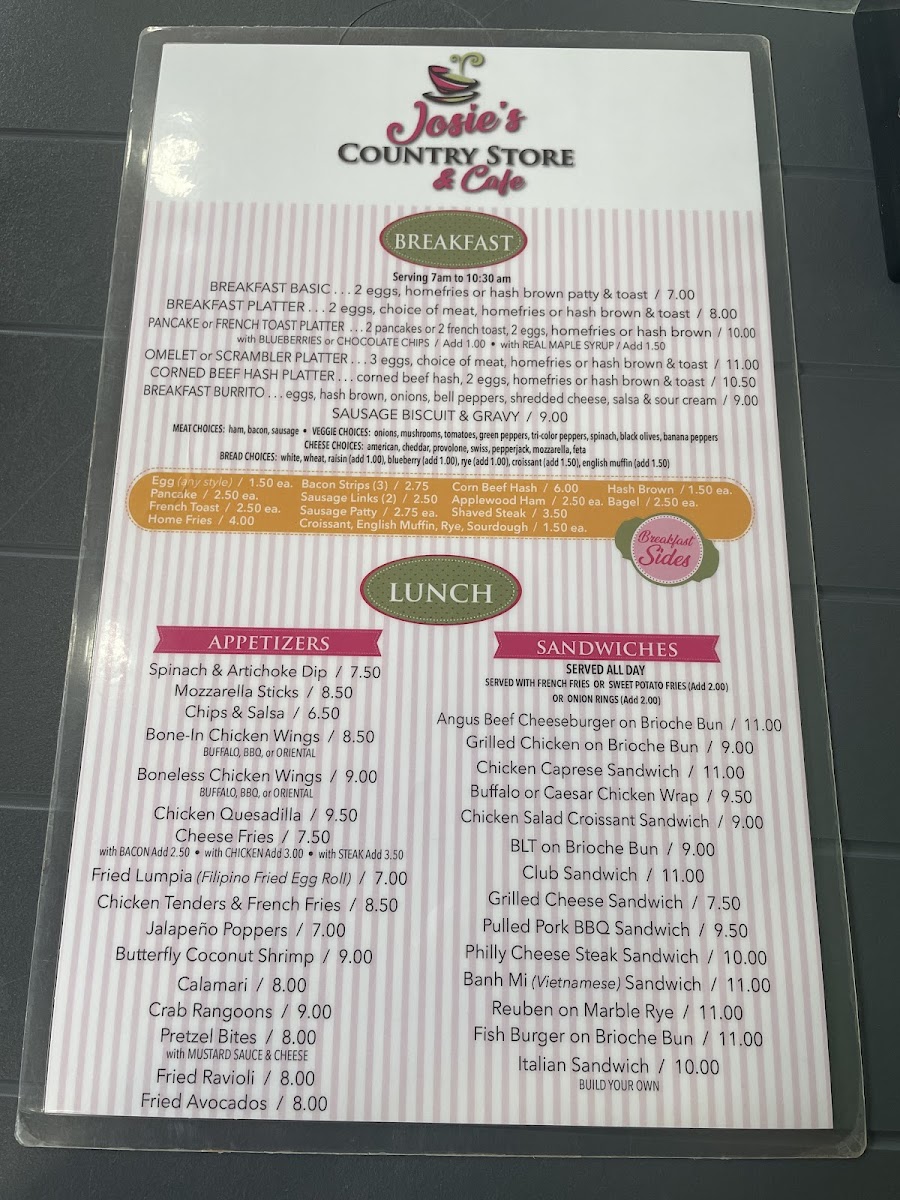 Josie's
COUNTRY STORE
& Cafe
BREAKFAST
Serving 7am to 10:30 am
BREAKFAST BASIC . . . 2 eggs, homefries or hash brown patty & toast / 7.00
BREAKFAST PLATTER . . . 2 eggs, choice of meat, homefries or hash brown & toast / 8.00
PANCAKE or FRENCH TOAST PLATTER . . . 2 pancakes or 2 french toast, 2 eggs, homefries or hash brown / 10.00
with BLUEBERRIES or CHOCOLATE CHIPS / Add 1.00 • with REAL MAPLE SYRUP / Add 1.50
OMELET or SCRAMBLER PLATTER . . . 3 eggs, choice of meat, homefries or hash brown & toast / 11.00
CORNED BEEF HASH PLATTER . . . corned beef hash, 2 eggs, homefries or hash brown & toast / 10.50
BREAKFAST BURRITO . . . eggs, hash brown, onions, bell peppers, shredded cheese, salsa & sour cream / 9.00
SAUSAGE BISCUIT & GRAVY / 9.00
MEAT CHOICES: ham, bacon, sausage • VEGGIE CHOICES: onions, mushrooms, tomatoes, green peppers, tri-color peppers, spinach, black olives, banana peppers
CHEESE CHOICES: american, cheddar, provolone, swiss, pepperjack, mozzarella, feta
BREAD CHOICES: white, wheat, raisin (add 1.00), blueberry (add 1.00), rye (add 1.00), croissant (add 1.50), english muffin (add 1.50)
Egg (any style) / 1.50 ea. Bacon Strips (3) / 2.75 Corn Beef Hash / 6.00 Hash Brown / 1.50 ea.
Pancake / 2.50 ea. Sausage Links (2) / 2.50 Applewood Ham / 2.50 ea. Bagel / 2.50 ea.
French Toast / 2.50 ea. Sausage Patty / 2.75 ea. Shaved Steak / 3.50
Home Fries / 4.00 Croissant, English Muffin, Rye, Sourdough / 1.50 ea.
Breakfast
Sides
LUNCH
APPETIZERS
Spinach & Artichoke Dip / 7.50
Mozzarella Sticks / 8.50
Chips & Salsa / 6.50
Bone-In Chicken Wings / 8.50
BUFFALO, BBQ, or ORIENTAL
Boneless Chicken Wings / 9.00
BUFFALO, BBQ, or ORIENTAL
Chicken Quesadilla / 9.50
Cheese Fries / 7.50
with BACON Add 2.50 • with CHICKEN Add 3.00 • with STEAK Add 3.50
Fried Lumpia (Filipino Fried Egg Roll) / 7.00
Chicken Tenders & French Fries / 8.50
Jalapeño Poppers / 7.00
Butterfly Coconut Shrimp / 9.00
Calamari / 8.00
Crab Rangoons / 9.00
Pretzel Bites / 8.00
with MUSTARD SAUCE & CHEESE
Fried Ravioli / 8.00
Fried Avocados / 8.00
SANDWICHES
SERVED ALL DAY
SERVED WITH FRENCH FRIES OR SWEET POTATO FRIES (Add 2.00)
OR ONION RINGS (Add 2.00)
Angus Beef Cheeseburger on Brioche Bun / 11.00
Grilled Chicken on Brioche Bun / 9.00
Chicken Caprese Sandwich / 11.00
Buffalo or Caesar Chicken Wrap / 9.50
Chicken Salad Croissant Sandwich / 9.00
BLT on Brioche Bun / 9.00
Club Sandwich / 11.00
Grilled Cheese Sandwich / 7.50
Pulled Pork BBQ Sandwich / 9.50
Philly Cheese Steak Sandwich / 10.00
Banh Mi (Vietnamese) Sandwich / 11.00
Reuben on Marble Rye / 11.00
Fish Burger on Brioche Bun / 11.00
Italian Sandwich / 10.00
BUILD YOUR OWN